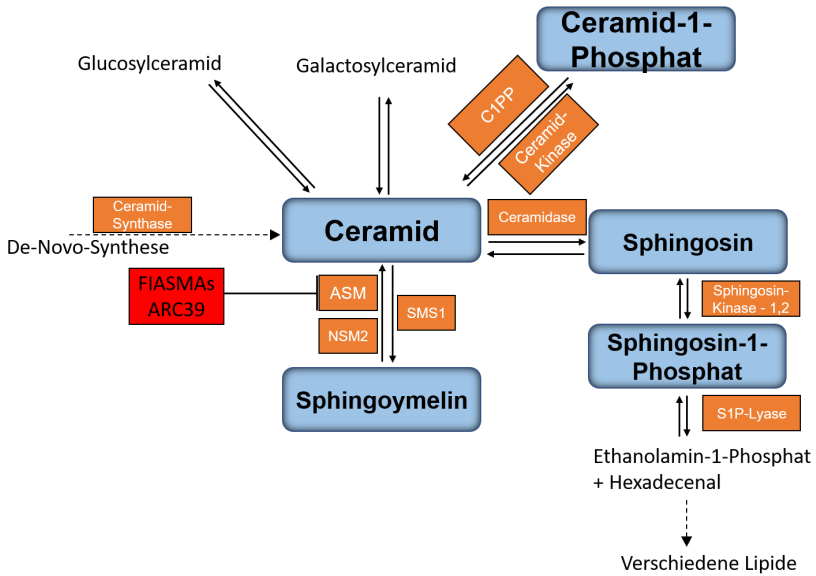 Ceramid-1-
Phosphat
Glucosylceramid
Galactosylceramid
C1PP
Ceramid-
Kinase
Ceramid-
Synthase
De-Novo-Synthese
Ceramid
Ceramidase
Sphingosin
FIASMAs
ARC39
ASM
NSM2
SMS1
Sphingosin-
Kinase - 1,2
Sphingoymelin
Sphingosin-1-
Phosphat
S1P-Lyase
Ethanolamin-1-Phosphat
+ Hexadecenal
Verschiedene Lipide